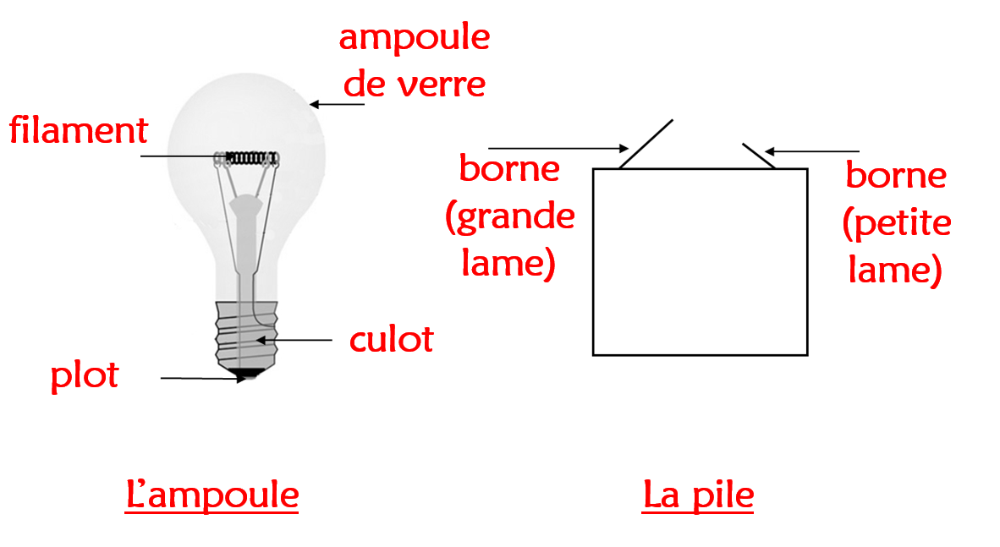 ampoule
de verre
filament
culot
plot
L'ampoule
borne
(grande
lame)
borne
(petite
lame)
La pile